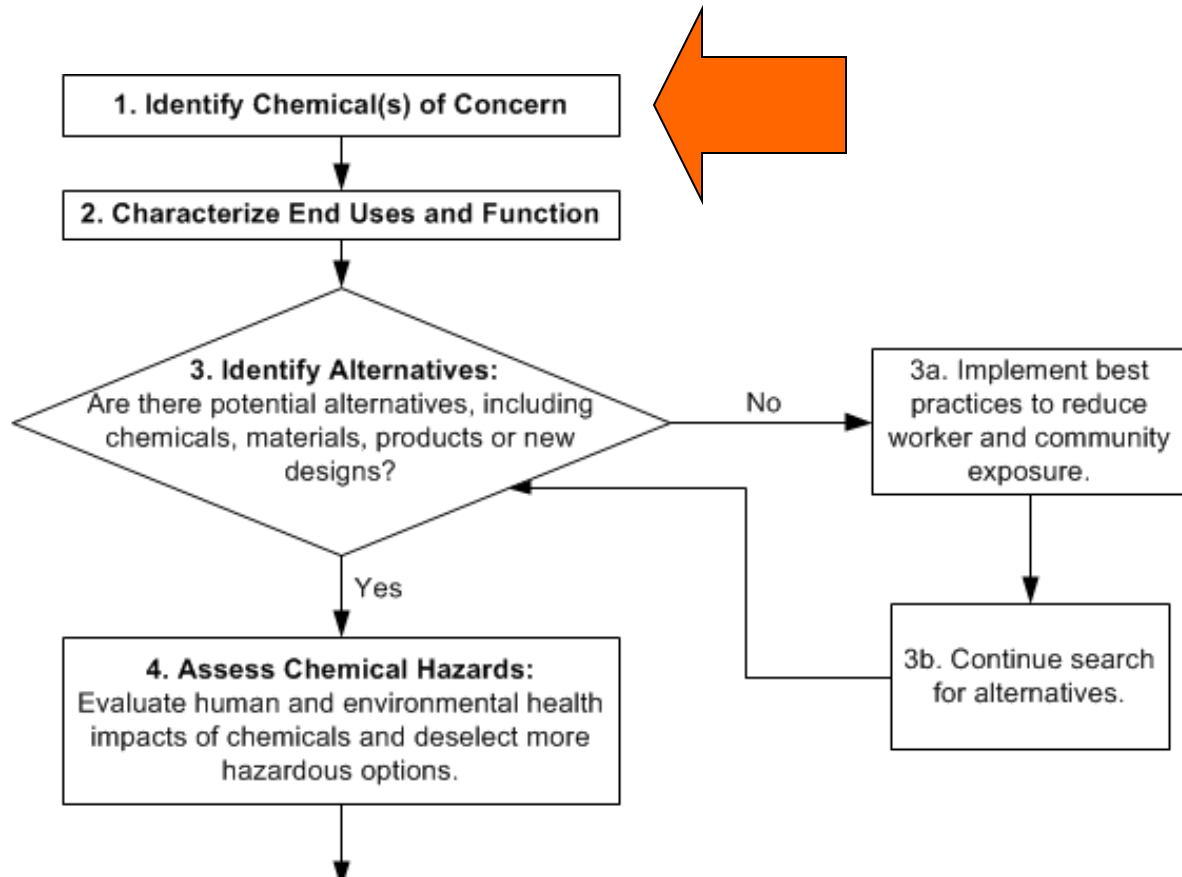 1. Identify Chemical(s) of Concern
2. Characterize End Uses and Function
3. Identify Alternatives:
Are there potential alternatives, including
chemicals, materials, products or new
designs?
No
3a. Implement best
practices to reduce
worker and community
exposure.
Yes
3b. Continue search
for alternatives.
4. Assess Chemical Hazards:
Evaluate human and environmental health
impacts of chemicals and deselect more
hazardous options.